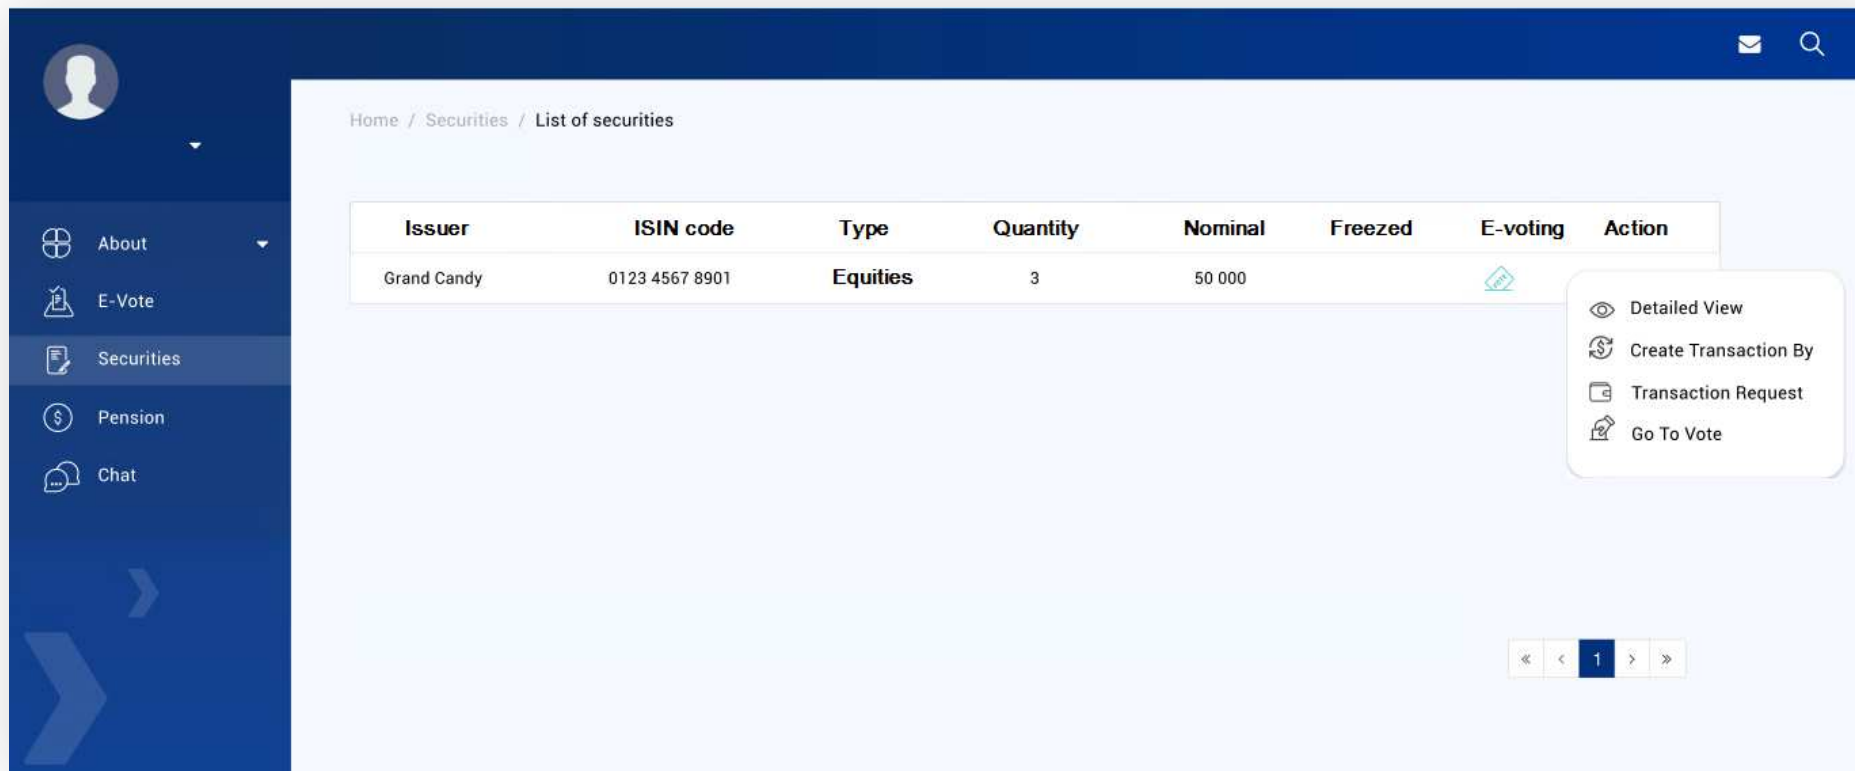 Home / Securities / List of securities
About
E-Vote
Securities
Pension
Chat
Issuer ISIN code Type Quantity Nominal Freezed E-voting Action
Grand Candy 0123 4567 8901 Equities 3 50 000 VOTE
Detailed View
Create Transaction By
Transaction Request
Go To Vote
« < 1 > »